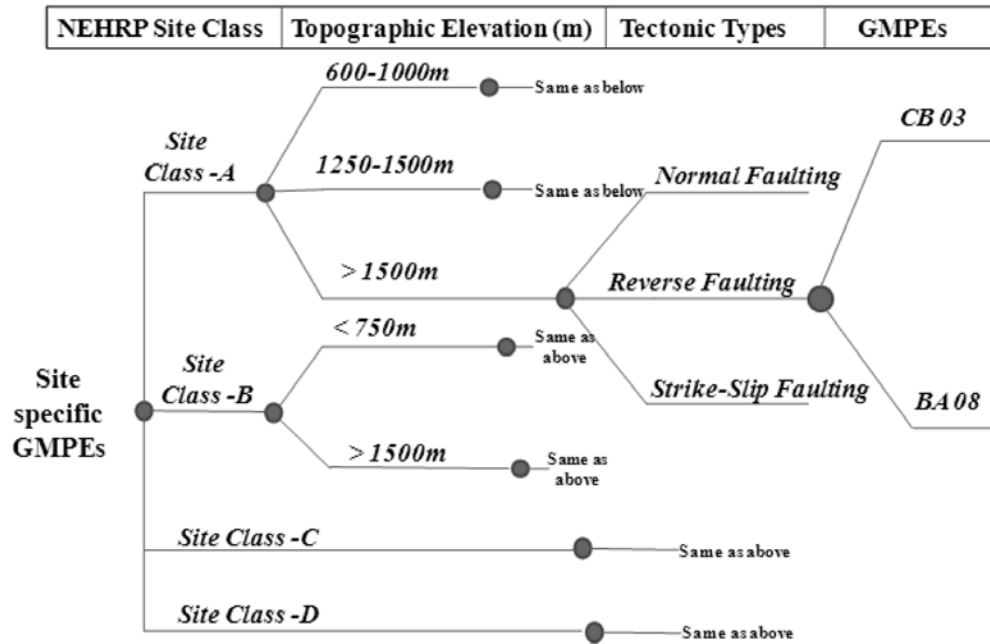 NEHRP Site Class
Topographic Elevation (m)
Tectonic Types
GMPEs
600-1000m
Same as below
CB 03
Site
Class -A
1250-1500m
Same as below
Normal Faulting
> 1500m
Reverse Faulting
< 750m
Same as
above
Site
Class -B
Strike-Slip Faulting
BA 08
Site
specific
GMPEs
> 1500m
Same as
above
Site Class -C
Same as above
Site Class -D
Same as above